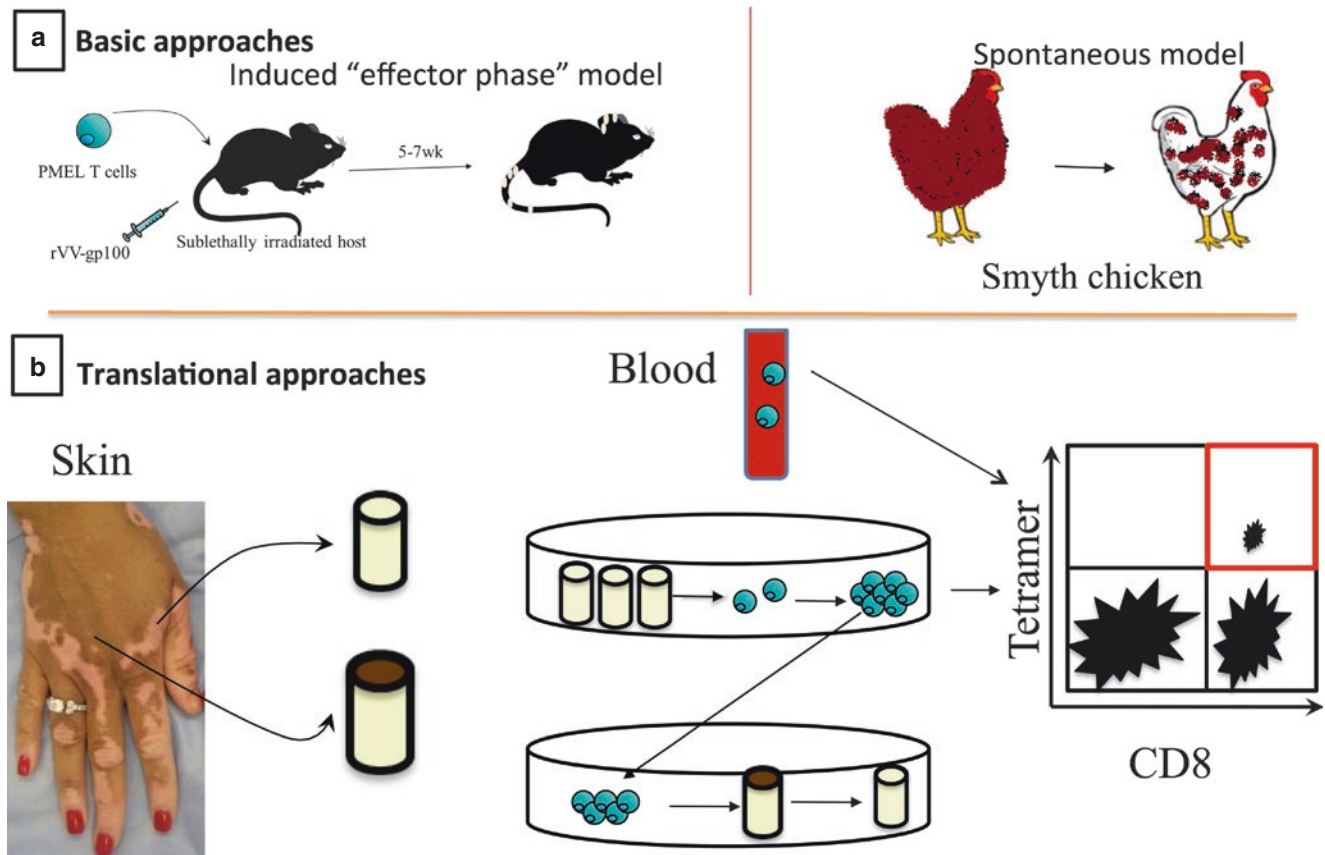 a Basic approaches
Induced “effector phase” model
PMEL T cells
rVV-gp100
Sublethally irradiated host
5-7wk
Spontaneous model
Smyth chicken
b Translational approaches
Blood
Skin
Tetramer
CD8